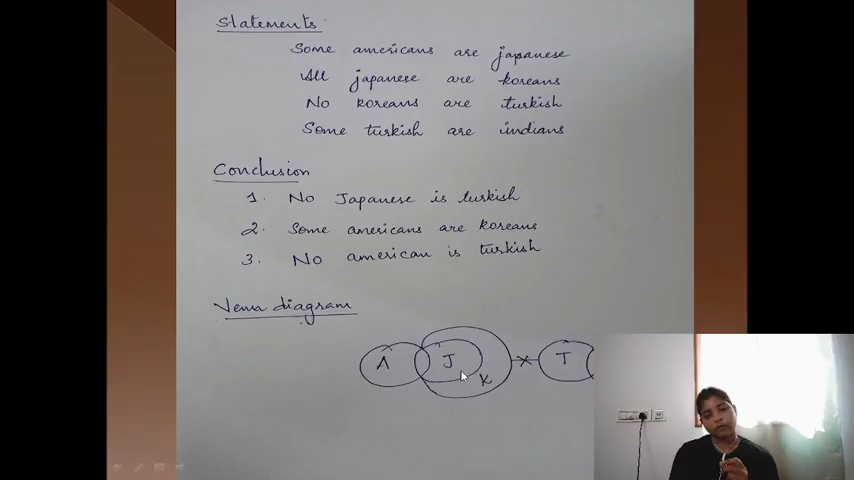 Statements:
Some americans are japanese
All japanese are koreans
No koreans are turkish
Some turkish are indians
Conclusion
1. No Japanese is turkish
2. Some americans are koreans
3. No american is turkish
Venn diagram
A J K T